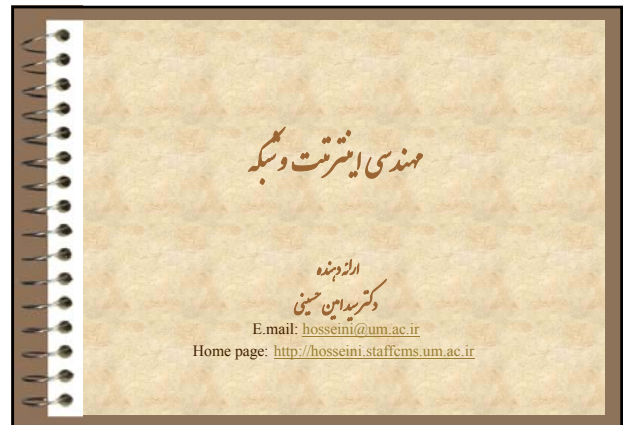 مهندسی اینترنت و شبکه
ارائه دهنده
دکتر سید امین حسینی
E.mail: hosseini@um.ac.ir
Home page: http://hosseini.staffcms.um.ac.ir